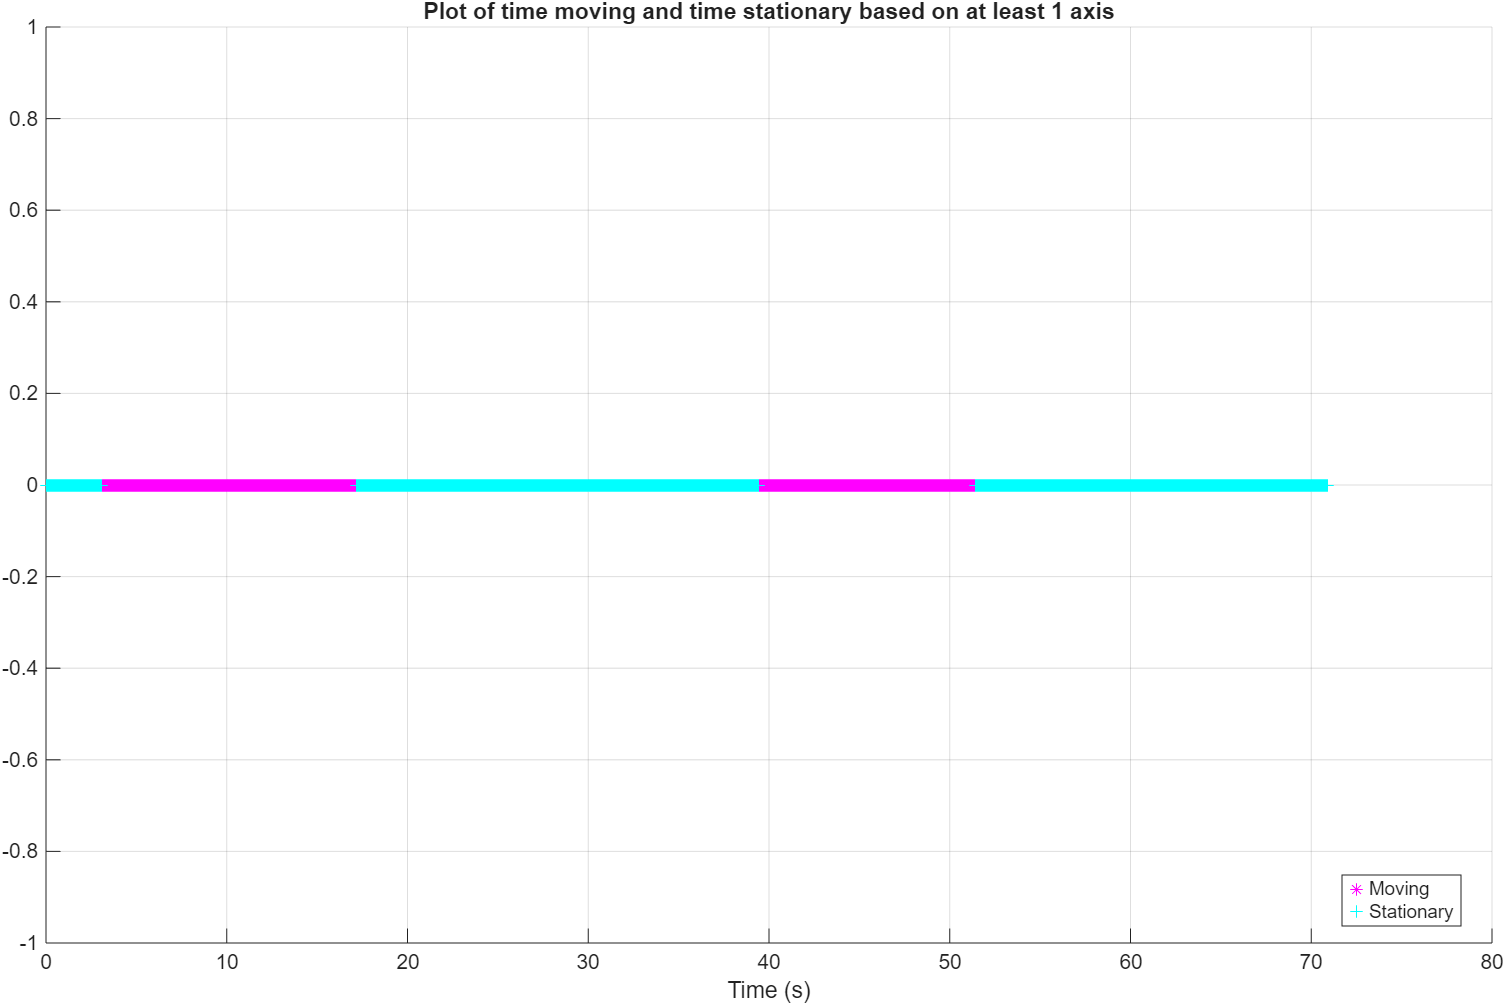 Plot of time moving and time stationary based on at least 1 axis
1
0.8
0.6
0.4
0.2
0
-0.2
-0.4
-0.6
-0.8
-1
Moving
Stationary
0 10 20 30 40 50 60 70 80
Time (s)